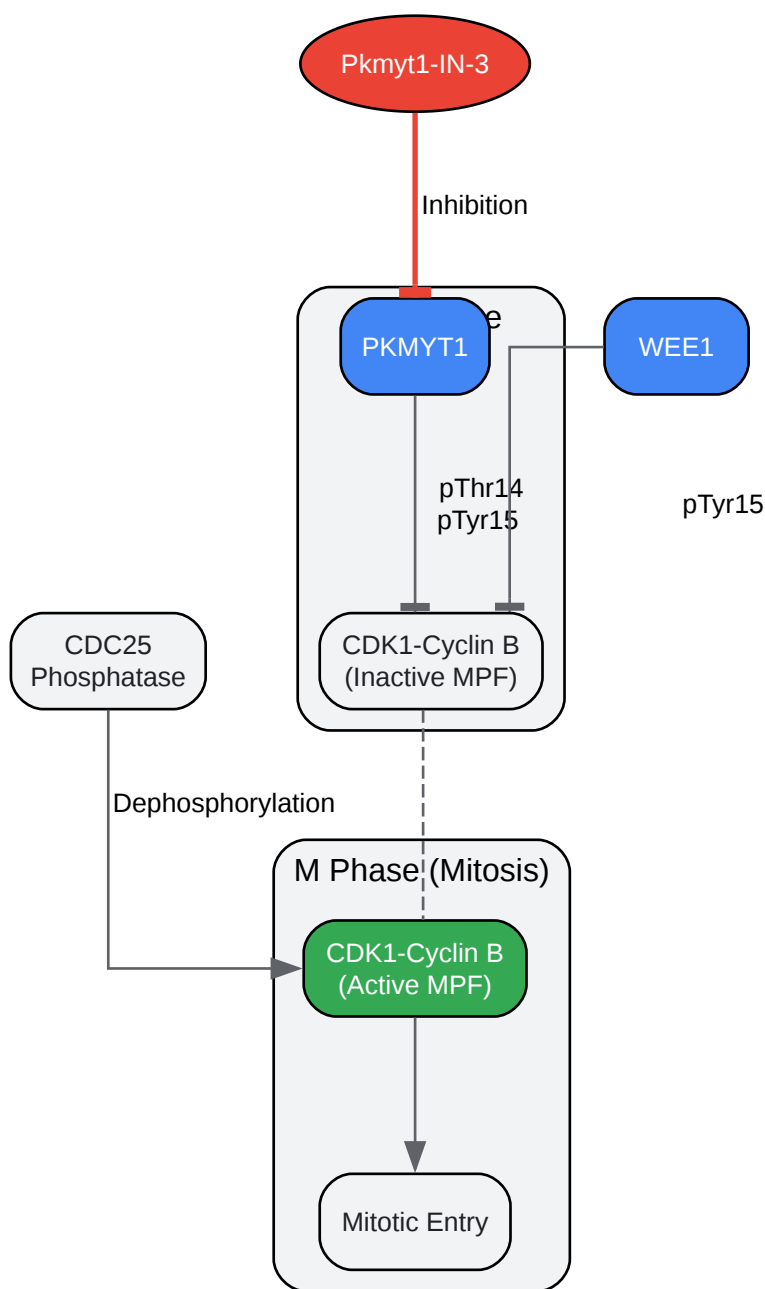 Pkmyt1-IN-3
Inhibition
PKMYT1
WEE1
pThr14
pTyr15
pTyr15
CDC25
Phosphatase
CDK1-Cyclin B
(Inactive MPF)
Dephosphorylation
M Phase (Mitosis)
CDK1-Cyclin B
(Active MPF)
Mitotic Entry